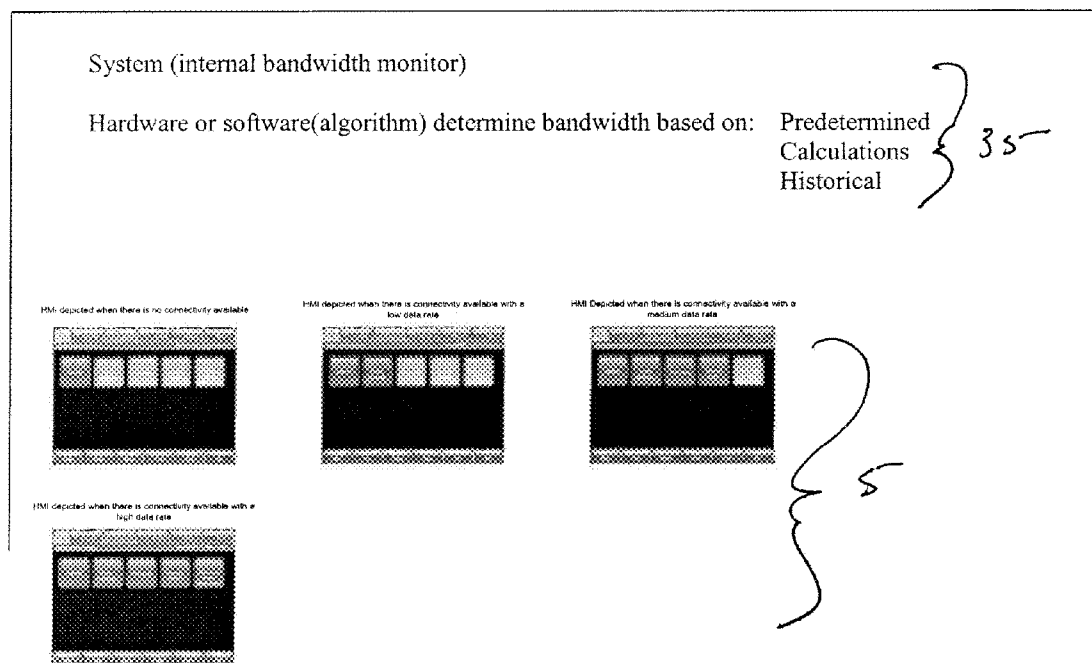 System (internal bandwidth monitor)
Hardware or software(algorithm) determine bandwidth based on: Predetermined
Calculations
Historical
35
HMI depicted when there is no connectivity available
HMI depicted when there is connectivity available with a
low data rate
HMI Depicted when there is connectivity available with a
medium data rate
5
HMI depicted when there is connectivity available with a
high data rate